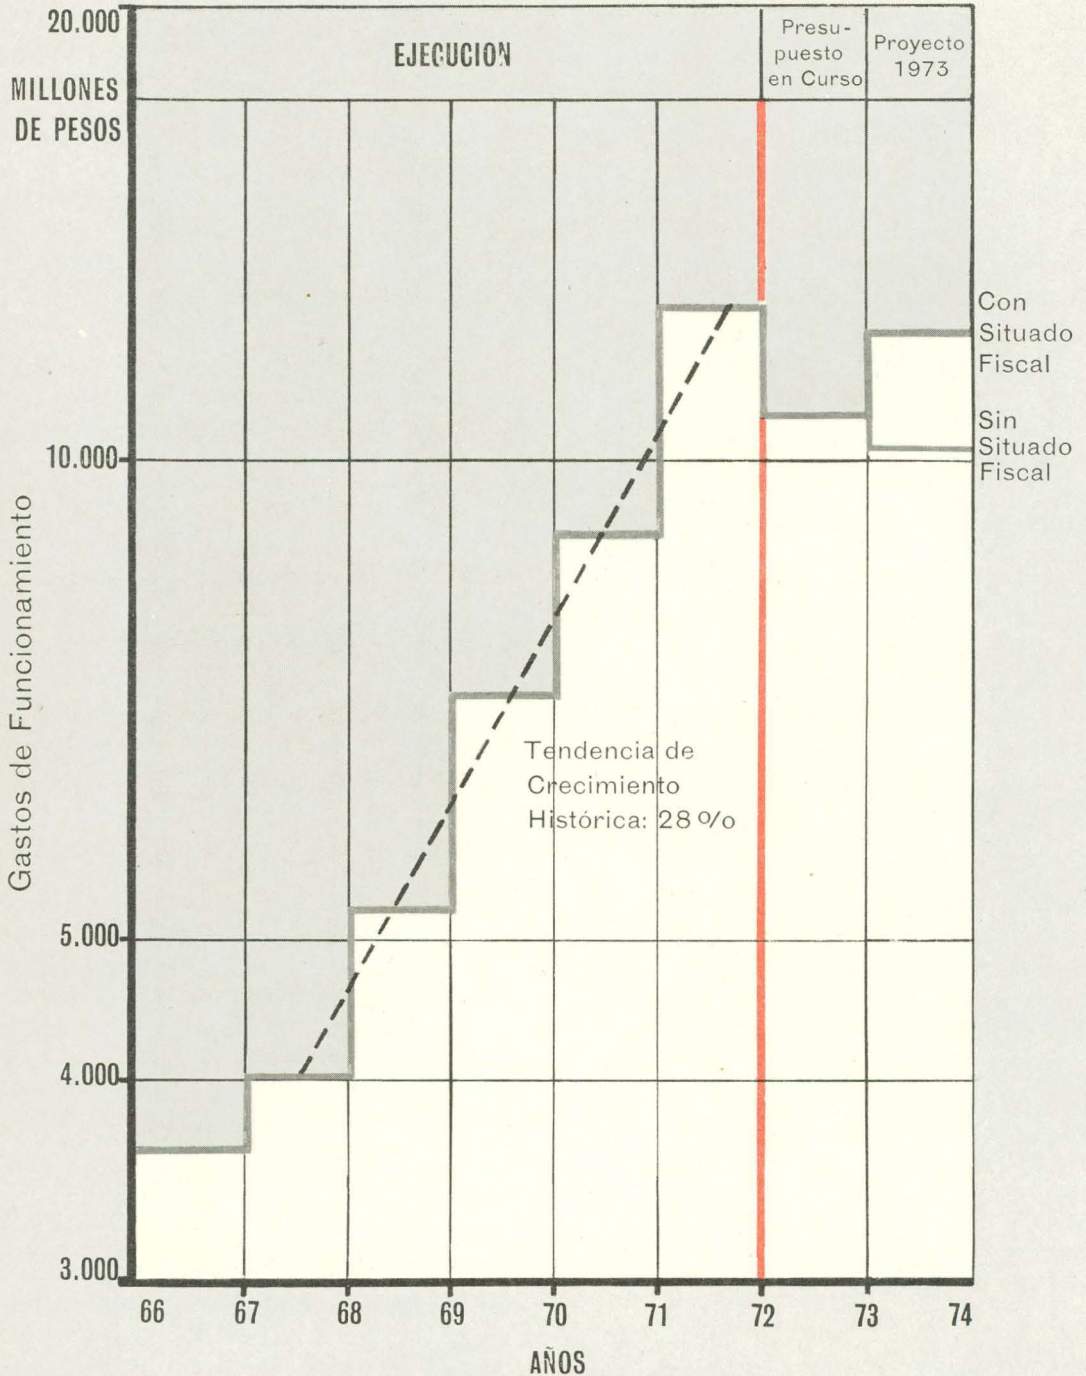 20.000
MILLONES
DE PESOS
EJECUCION
Presu-
puesto
en Curso
Proyecto
1973
Con
Situado
Fiscal
Sin
Situado
Fiscal
10.000
Gastos de Funcionamiento
Tendencia de
Crecimiento
Histórica: 28 o/o
5.000
4.000
3.000
66 67 68 69 70 71 72 73 74
AÑOS